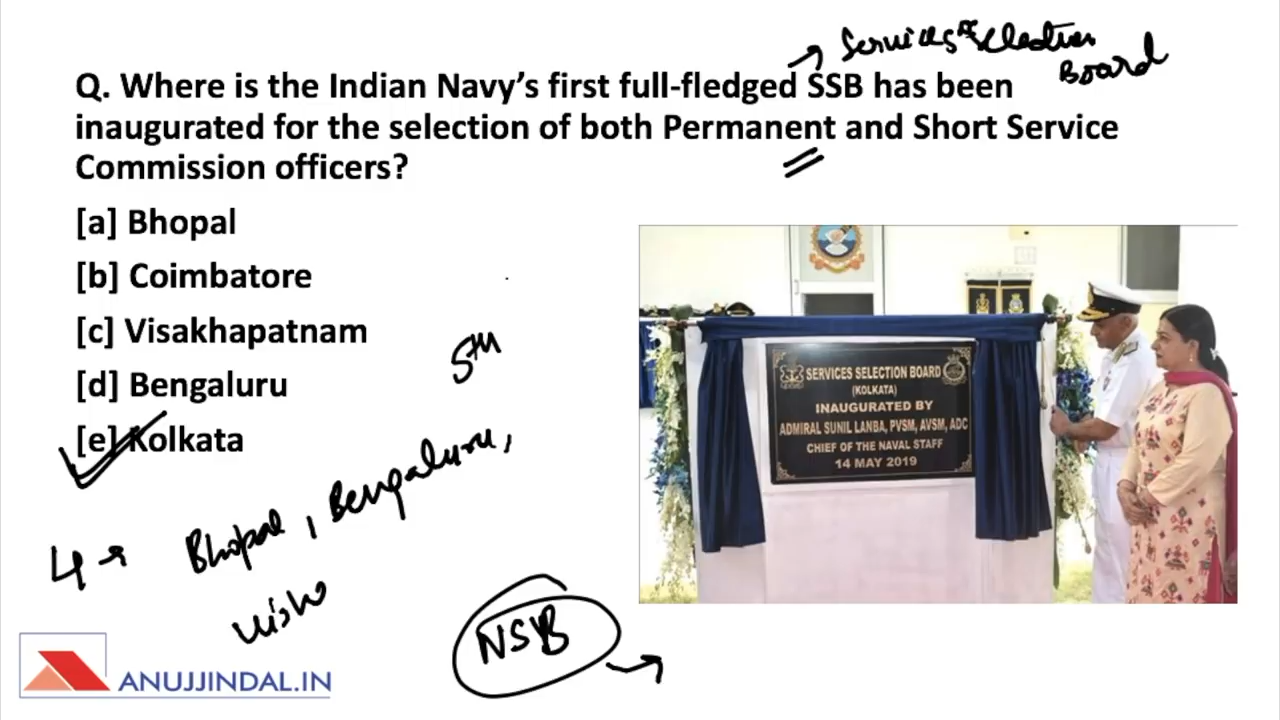 Services Selection
Board
Q. Where is the Indian Navy’s first full-fledged SSB has been
inaugurated for the selection of both Permanent and Short Service
Commission officers?
[a] Bhopal
[b] Coimbatore
[c] Visakhapatnam
[d] Bengaluru
[e] Kolkata
5th
4 → Bhopal, Bengaluru,
NSB
SERVICES SELECTION BOARD
(KOLKATA)
INAUGURATED BY
ADMIRAL SUNIL LANBA, PVSM, AVSM, ADC
CHIEF OF THE NAVAL STAFF
14 MAY 2019
ANUJJINDAL.IN